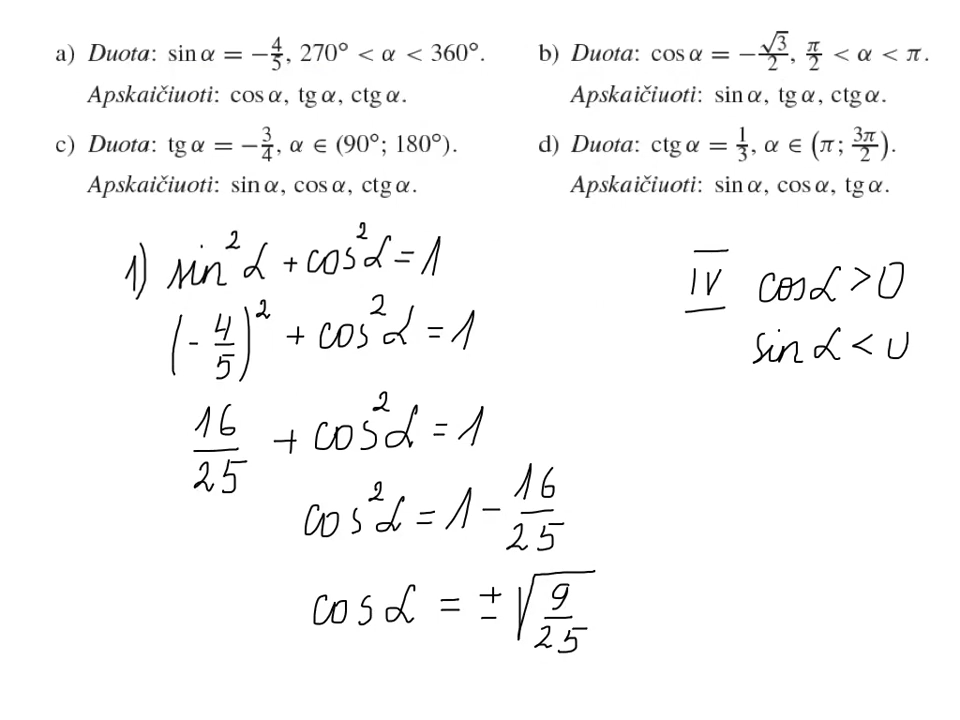 a) Duota: sin α = −4/5, 270° < α < 360°.
Apskaičiuoti: cos α, tg α, ctg α.
b) Duota: cos α = −√3/2, π/2 < α < π.
Apskaičiuoti: sin α, tg α, ctg α.
c) Duota: tg α = −3/4, α ∈ (90°; 180°).
Apskaičiuoti: sin α, cos α, ctg α.
d) Duota: ctg α = 1/3, α ∈ (π; 3π/2).
Apskaičiuoti: sin α, cos α, tg α.
1) sin²α + cos²α = 1
(−4/5)² + cos²α = 1
16/25 + cos²α = 1
cos²α = 1 − 16/25
cos α = ±√(9/25)
IV cos α > 0
sin α < 0